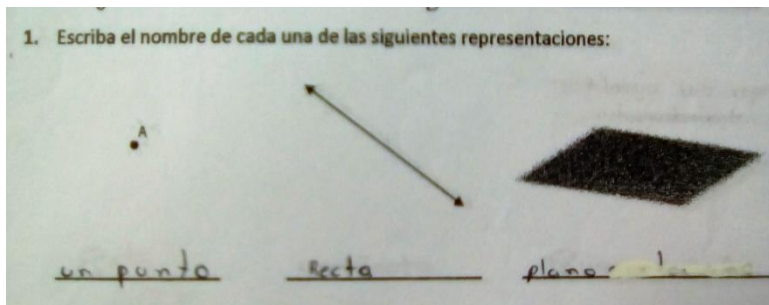 1. Escriba el nombre de cada una de las siguientes representaciones:
A
un punto Recta plano